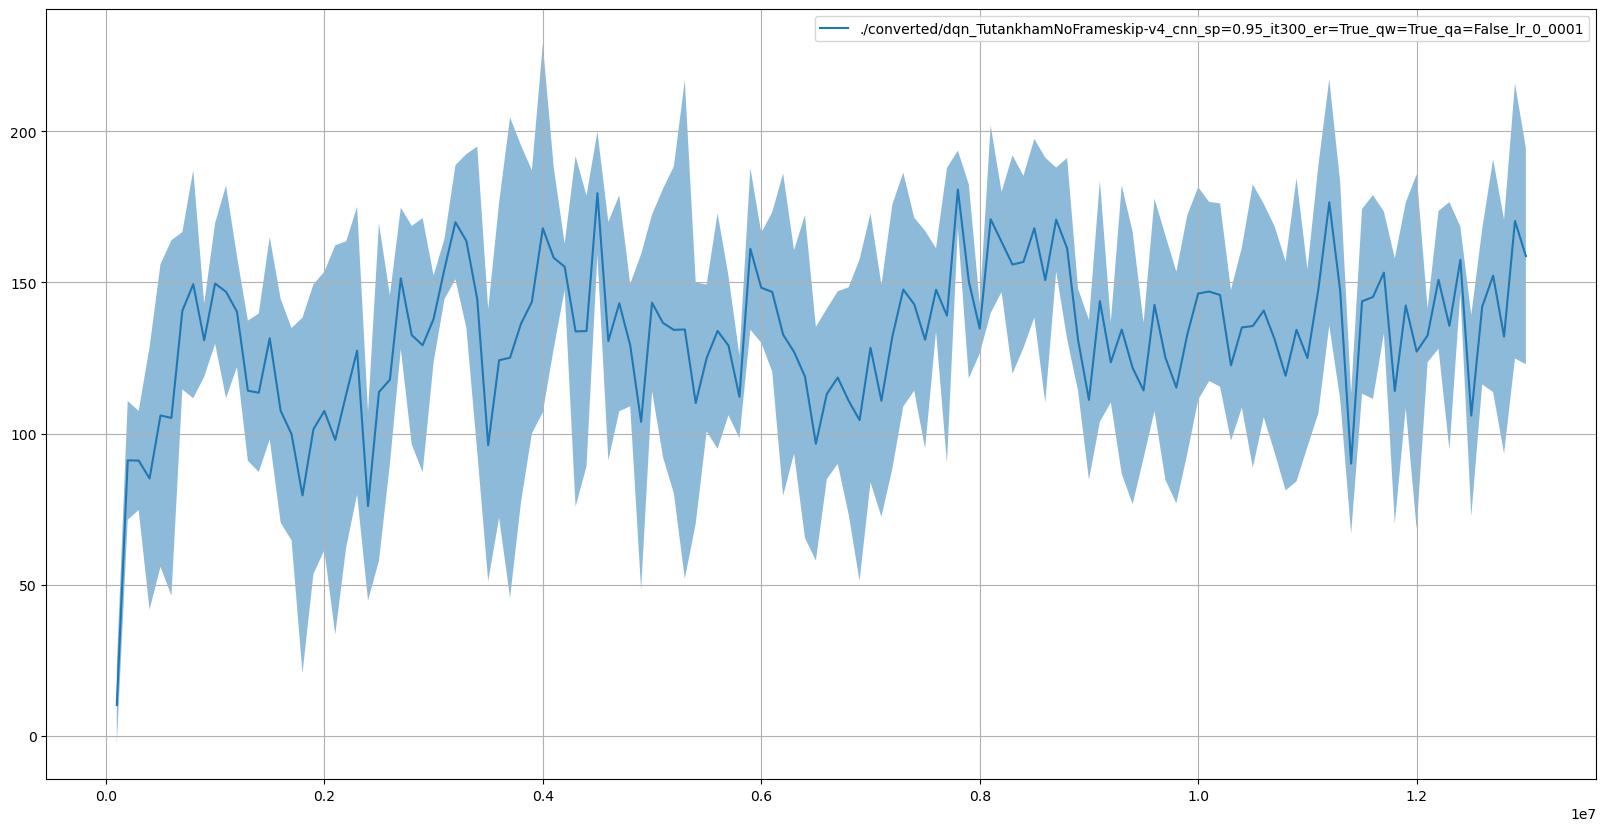 ./converted/dqn_TutankhamNoFrameskip-v4_cnn_sp=0.95_it300_er=True_qw=True_qa=False_lr_0_0001
200
150
100
50
0
0.0 0.2 0.4 0.6 0.8 1.0 1.2
1e7